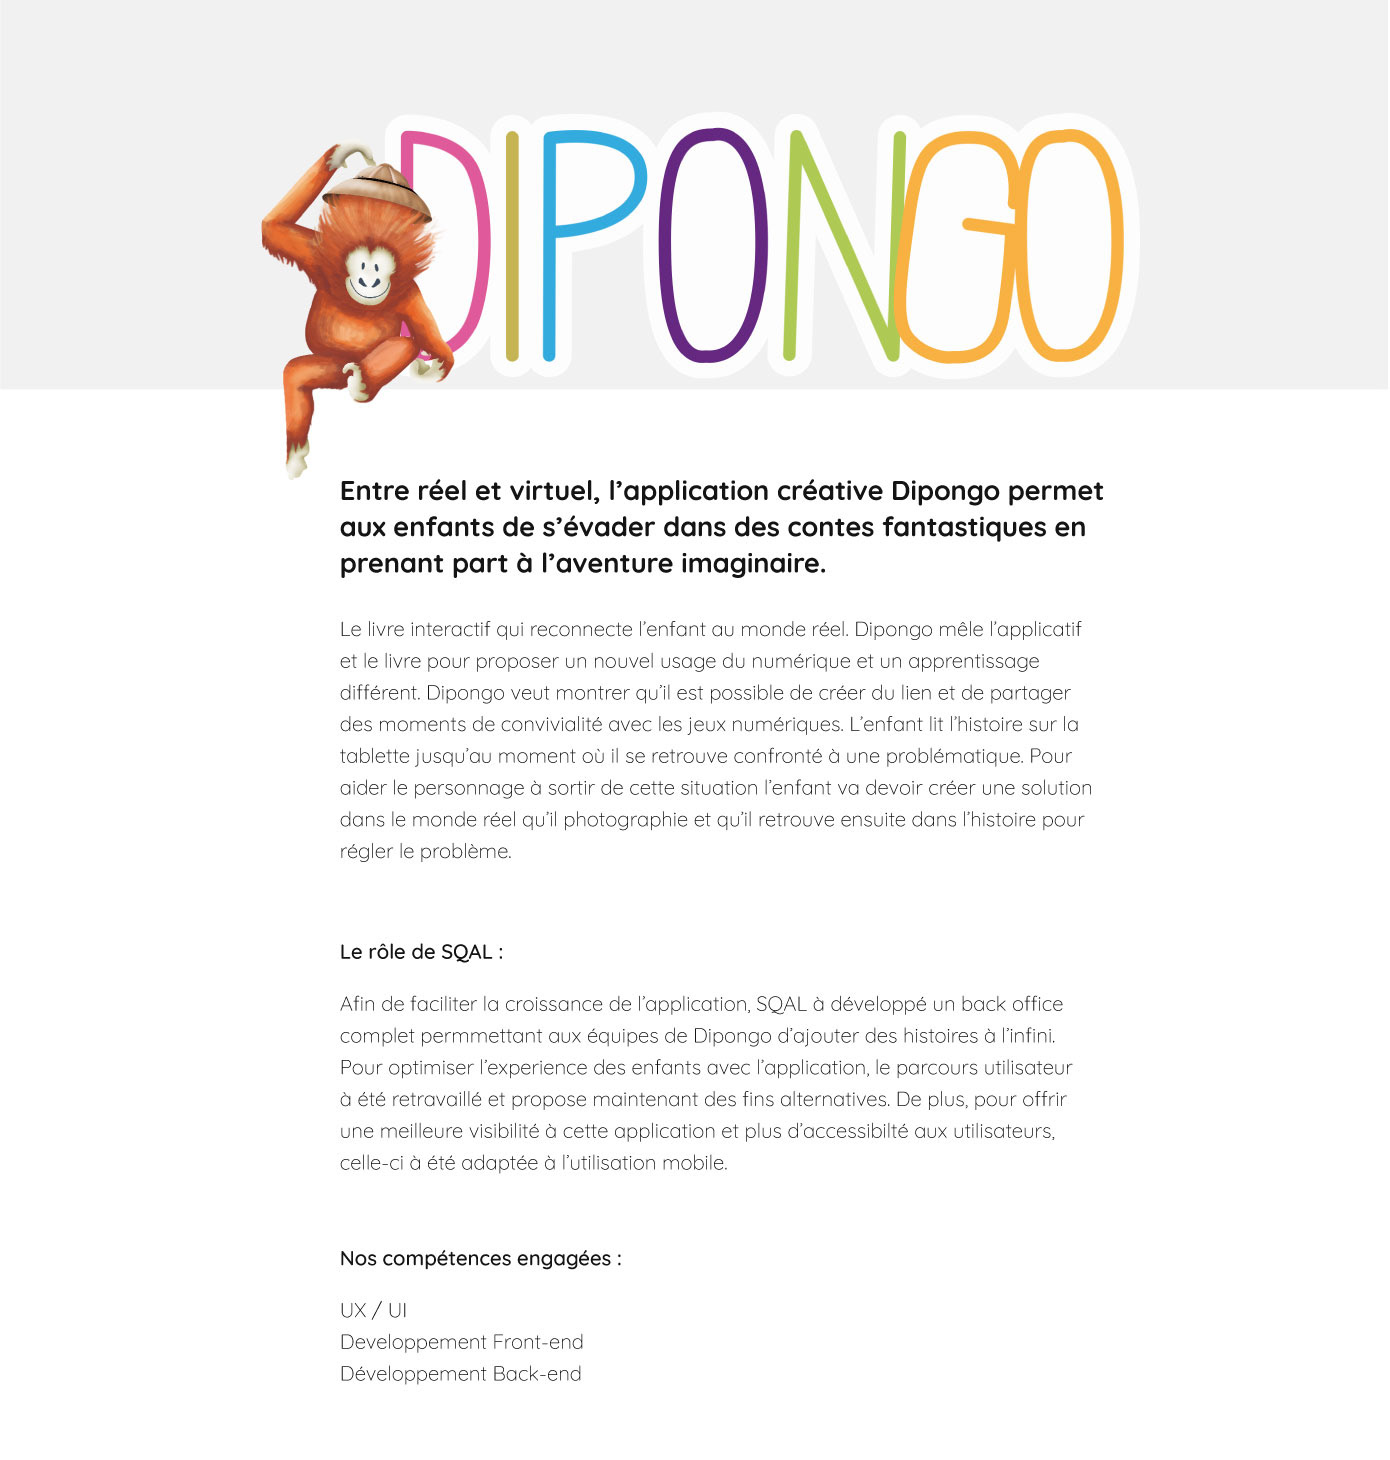 DIPONGO
Entre réel et virtuel, l’application créative Dipongo permet
aux enfants de s’évader dans des contes fantastiques en
prenant part à l’aventure imaginaire.
Le livre interactif qui reconnecte l’enfant au monde réel. Dipongo mêle l’applicatif
et le livre pour proposer un nouvel usage du numérique et un apprentissage
différent. Dipongo veut montrer qu’il est possible de créer du lien et de partager
des moments de convivialité avec les jeux numériques. L’enfant lit l’histoire sur la
tablette jusqu’au moment où il se retrouve confronté à une problématique. Pour
aider le personnage à sortir de cette situation l’enfant va devoir créer une solution
dans le monde réel qu’il photographie et qu’il retrouve ensuite dans l’histoire pour
régler le problème.
Le rôle de SQAL :
Afin de faciliter la croissance de l’application, SQAL à développé un back office
complet permmettant aux équipes de Dipongo d’ajouter des histoires à l’infini.
Pour optimiser l’experience des enfants avec l’application, le parcours utilisateur
à été retravaillé et propose maintenant des fins alternatives. De plus, pour offrir
une meilleure visibilité à cette application et plus d’accessibilté aux utilisateurs,
celle-ci à été adaptée à l’utilisation mobile.
Nos compétences engagées :
UX / UI
Developpement Front-end
Développement Back-end